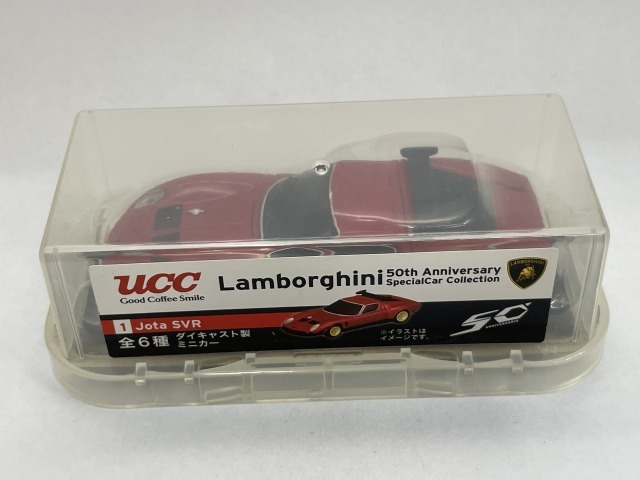 UCC
Good Coffee Smile
Lamborghini
50th Anniversary
SpecialCar Collection
LAMBORGHINI
1 Jota SVR
全6種 ダイキャスト製
ミニカー
※イラストは
イメージです。
50
ANNIVERSARIO